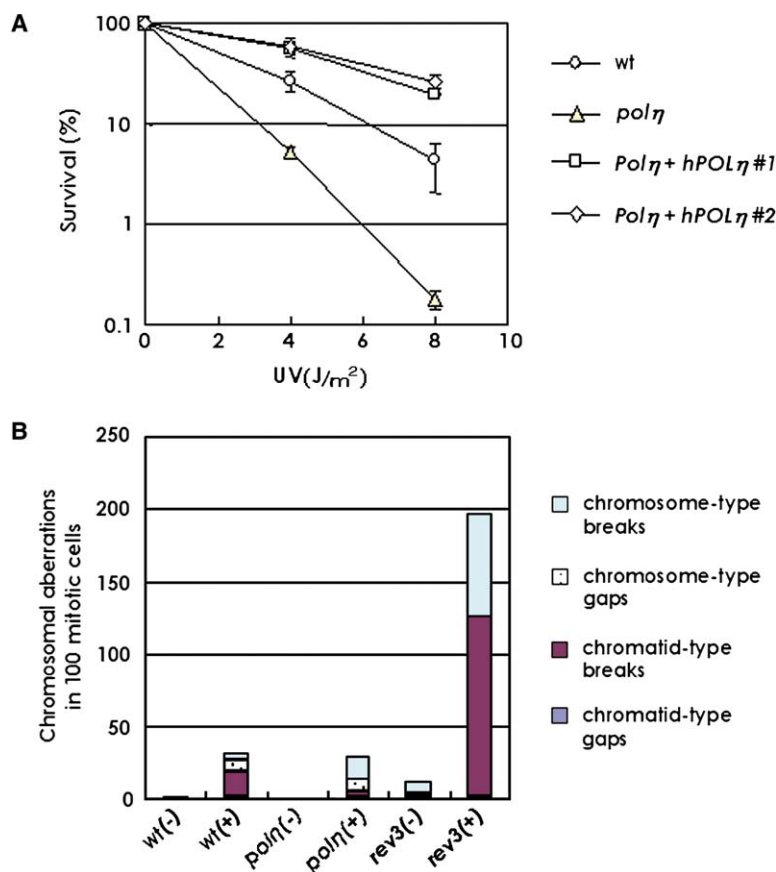 A
100
10
1
0.1
Survival (%)
0 2 4 6 8 10
UV(J/m²)
wt
polη
Polη + hPOLη #1
Polη + hPOLη #2
B
250
200
150
100
50
0
Chromosomal aberrations
in 100 mitotic cells
wt(-) wt(+) polη(-) polη(+) rev3(-) rev3(+)
chromosome-type
breaks
chromosome-type
gaps
chromatid-type
breaks
chromatid-type
gaps